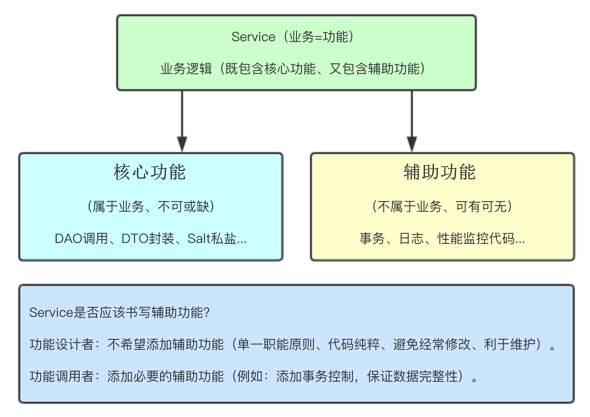 Service（业务=功能）
业务逻辑（既包含核心功能、又包含辅助功能）
核心功能
（属于业务、不可或缺）
DAO调用、DTO封装、Salt私盐...
辅助功能
（不属于业务、可有可无）
事务、日志、性能监控代码...
Service是否应该书写辅助功能?
功能设计者：不希望添加辅助功能（单一职能原则、代码纯粹、避免经常修改、利于维护）。
功能调用者：添加必要的辅助功能（例如：添加事务控制，保证数据完整性）。